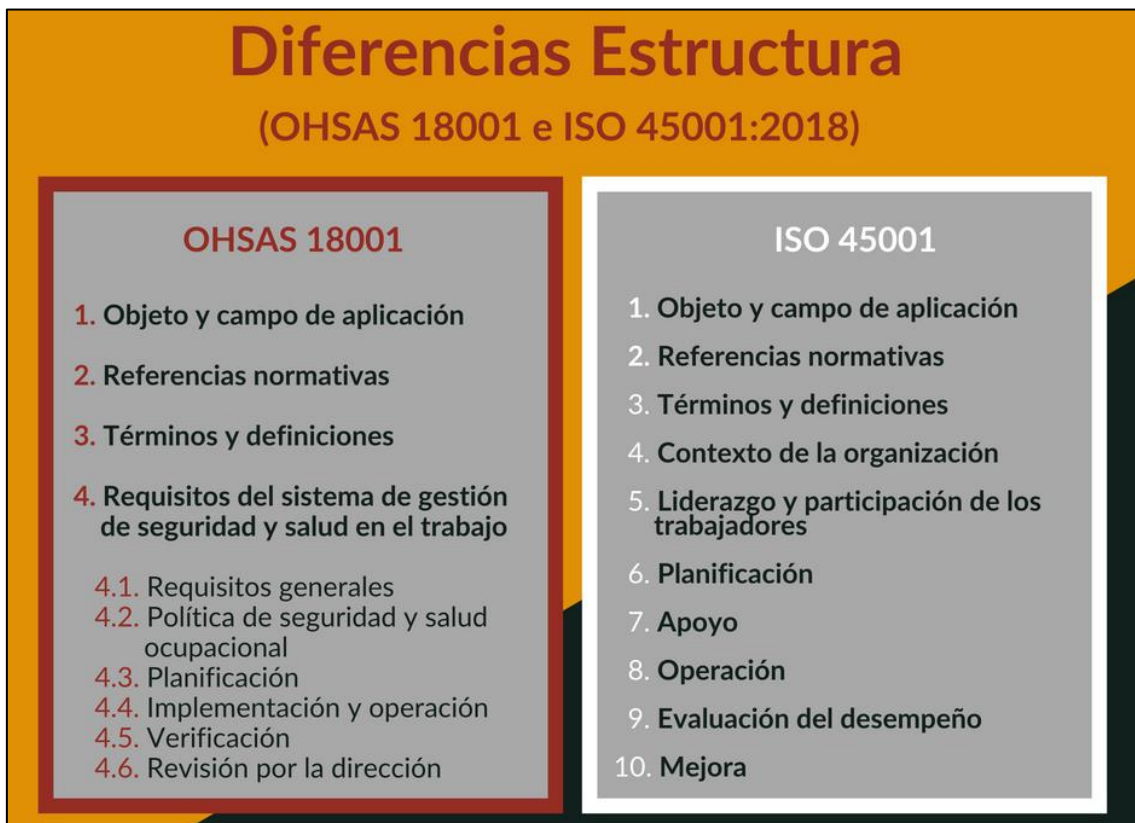 Diferencias Estructura
(OHSAS 18001 e ISO 45001:2018)
OHSAS 18001
1. Objeto y campo de aplicación
2. Referencias normativas
3. Términos y definiciones
4. Requisitos del sistema de gestión
de seguridad y salud en el trabajo
4.1. Requisitos generales
4.2. Política de seguridad y salud
ocupacional
4.3. Planificación
4.4. Implementación y operación
4.5. Verificación
4.6. Revisión por la dirección
ISO 45001
1. Objeto y campo de aplicación
2. Referencias normativas
3. Términos y definiciones
4. Contexto de la organización
5. Liderazgo y participación de los
trabajadores
6. Planificación
7. Apoyo
8. Operación
9. Evaluación del desempeño
10. Mejora